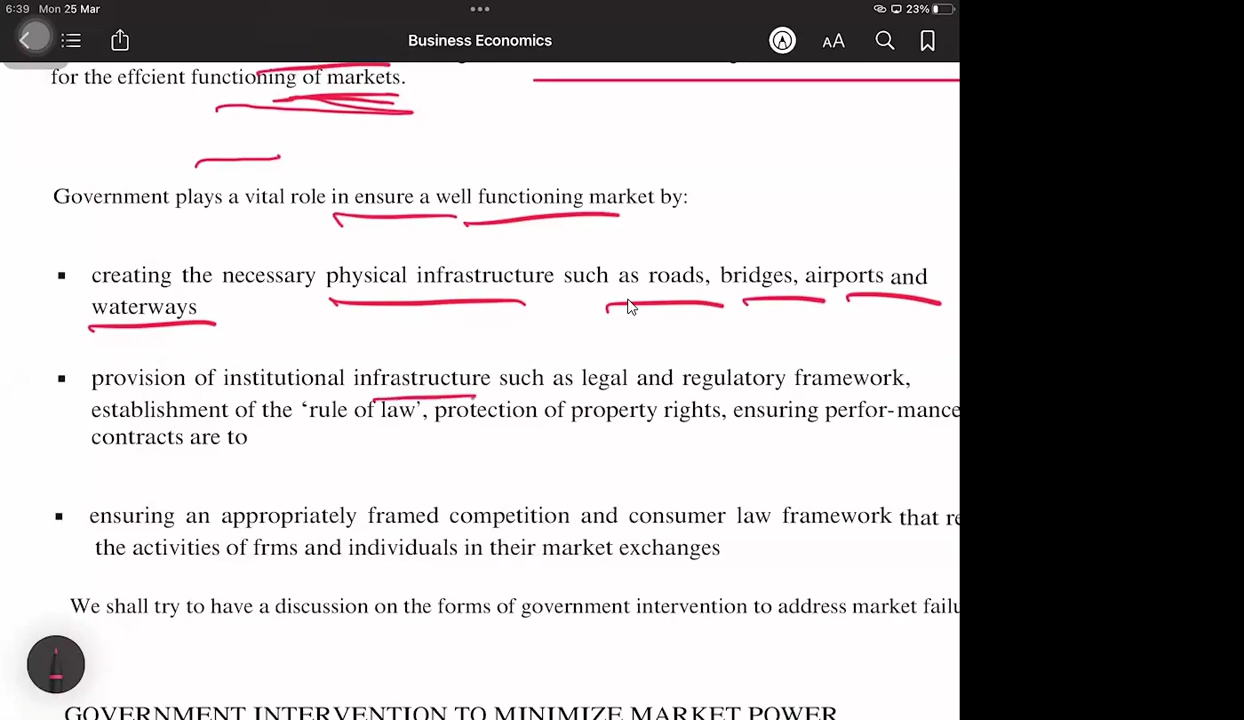 6:39 Mon 25 Mar
23%
Business Economics
AA
for the effcient functioning of markets.
Government plays a vital role in ensure a well functioning market by:
▪ creating the necessary physical infrastructure such as roads, bridges, airports and
waterways
▪ provision of institutional infrastructure such as legal and regulatory framework,
establishment of the ‘rule of law’, protection of property rights, ensuring perfor-mance
contracts are to
▪ ensuring an appropriately framed competition and consumer law framework that re
the activities of frms and individuals in their market exchanges
We shall try to have a discussion on the forms of government intervention to address market failu
GOVERNMENT INTERVENTION TO MINIMIZE MARKET POWER